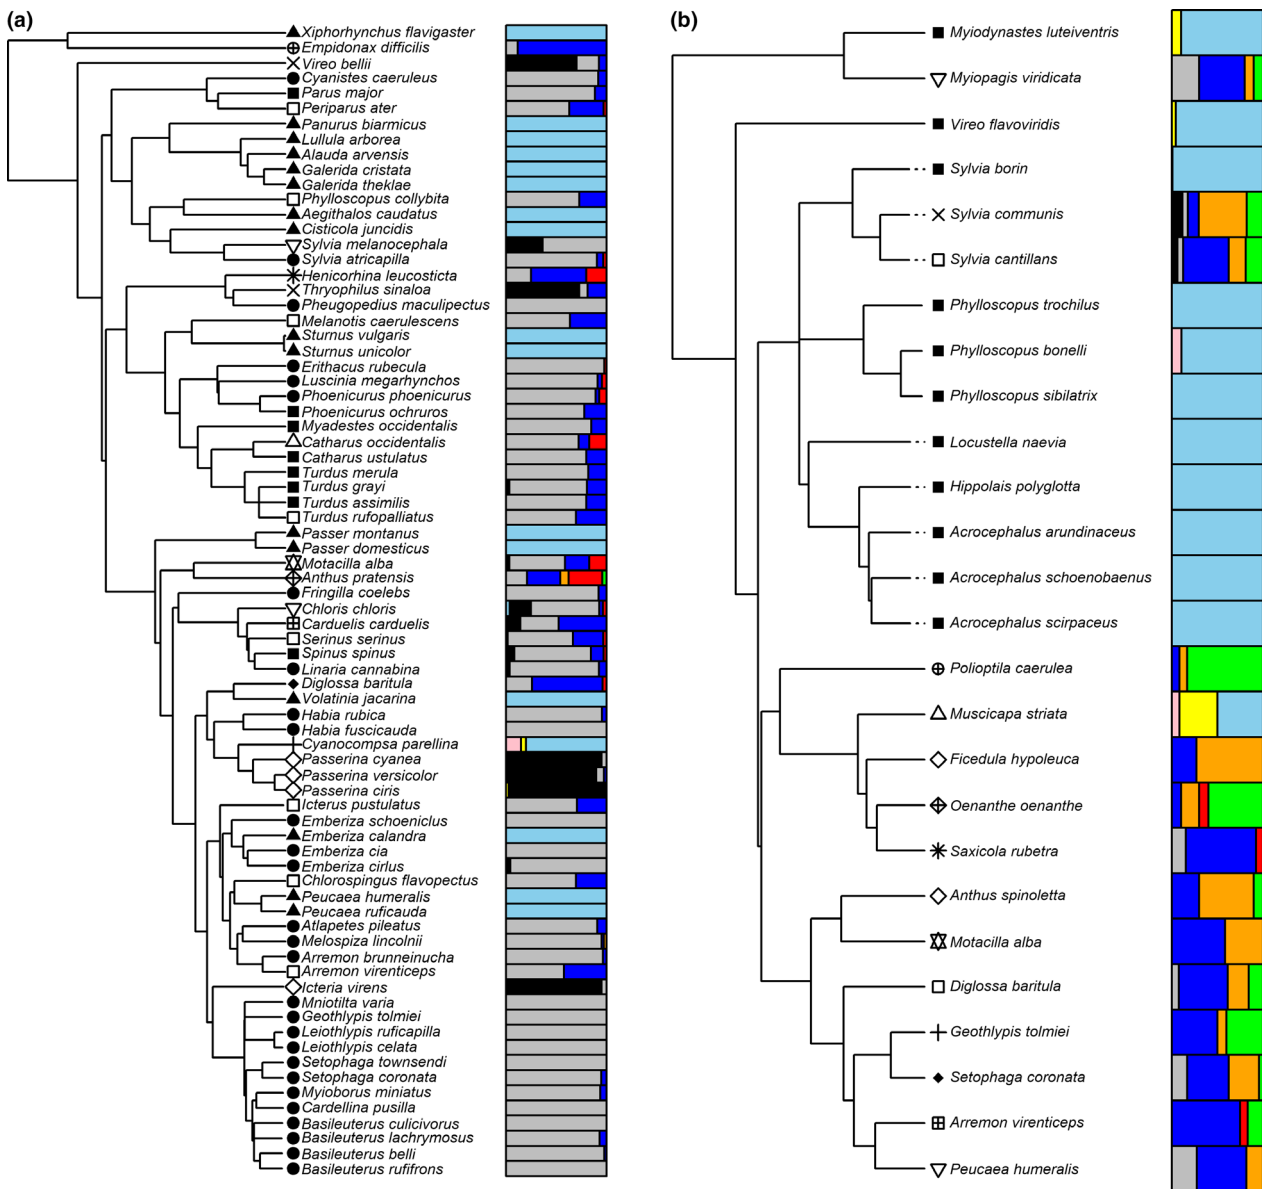 (a)
Xiphorhynchus flavigaster
Empidonax difficilis
Vireo bellii
Cyanistes caeruleus
Parus major
Periparus ater
Panurus biarmicus
Lullula arborea
Alauda arvensis
Galerida cristata
Galerida theklae
Phylloscopus collybita
Aegithalos caudatus
Cisticola juncidis
Sylvia melanocephala
Sylvia atricapilla
Henicorhina leucosticta
Thryophilus sinaloa
Pheugopedius maculipectus
Melanotis caerulescens
Sturnus vulgaris
Sturnus unicolor
Erithacus rubecula
Luscinia megarhynchos
Phoenicurus phoenicurus
Phoenicurus ochruros
Myadestes occidentalis
Catharus occidentalis
Catharus ustulatus
Turdus merula
Turdus grayi
Turdus assimilis
Turdus rufopalliatus
Passer montanus
Passer domesticus
Motacilla alba
Anthus pratensis
Fringilla coelebs
Chloris chloris
Carduelis carduelis
Serinus serinus
Spinus spinus
Linaria cannabina
Diglossa baritula
Volatinia jacarina
Habia rubica
Habia fuscicauda
Cyanocompsa parellina
Passerina cyanea
Passerina versicolor
Passerina ciris
Icterus pustulatus
Emberiza schoeniclus
Emberiza calandra
Emberiza cia
Emberiza cirlus
Chlorospingus flavopectus
Peucaea humeralis
Peucaea ruficauda
Atlapetes pileatus
Melospiza lincolnii
Arremon brunneinucha
Arremon virenticeps
Icteria virens
Mniotilta varia
Geothlypis tolmiei
Leiothlypis ruficapilla
Leiothlypis celata
Setophaga townsendi
Setophaga coronata
Myioborus miniatus
Cardellina pusilla
Basileuterus culicivorus
Basileuterus lachrymosus
Basileuterus belli
Basileuterus rufifrons
(b)
Myiodynastes luteiventris
Myiopagis viridicata
Vireo flavoviridis
Sylvia borin
Sylvia communis
Sylvia cantillans
Phylloscopus trochilus
Phylloscopus bonelli
Phylloscopus sibilatrix
Locustella naevia
Hippolais polyglotta
Acrocephalus arundinaceus
Acrocephalus schoenobaenus
Acrocephalus scirpaceus
Polioptila caerulea
Muscicapa striata
Ficedula hypoleuca
Oenanthe oenanthe
Saxicola rubetra
Anthus spinoletta
Motacilla alba
Diglossa baritula
Geothlypis tolmiei
Setophaga coronata
Arremon virenticeps
Peucaea humeralis